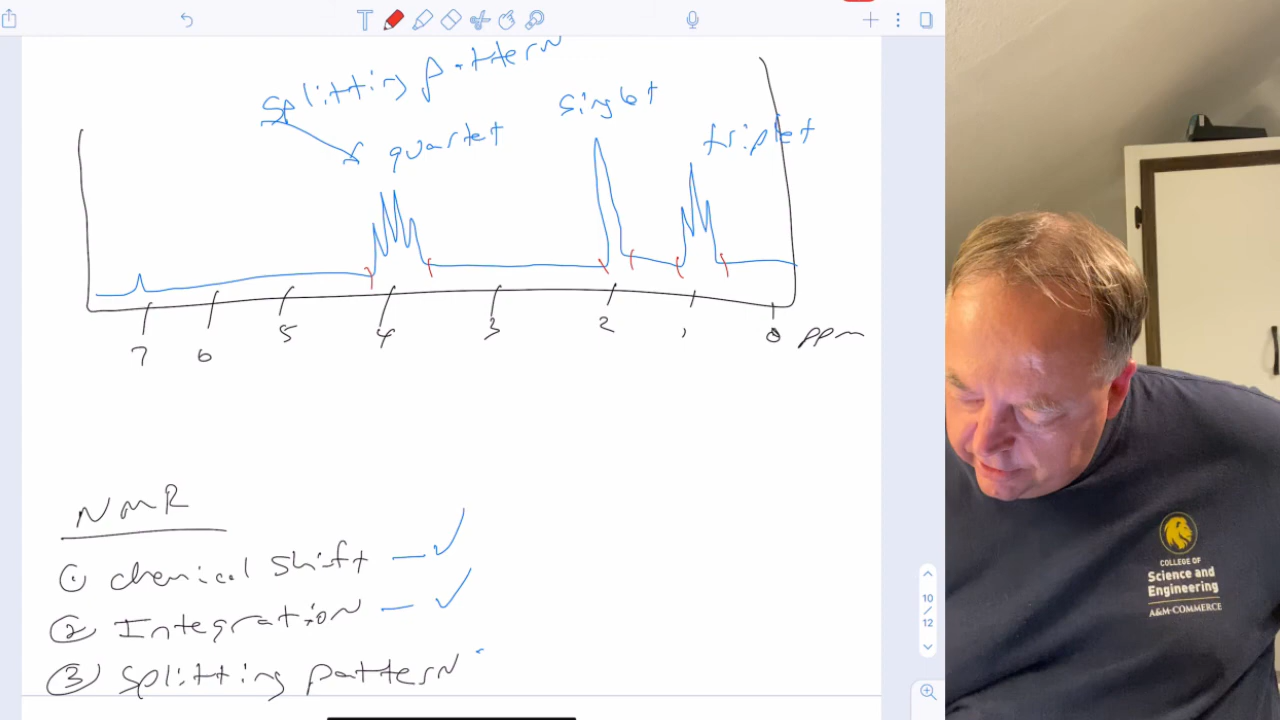 splitting pattern
singlet
quartet
triplet
7 6 5 4 3 2 1 0 ppm
NMR
① chemical shift — ✓
② Integration — ✓
③ splitting pattern
10
/
12
COLLEGE OF
Science and
Engineering
A&M-COMMERCE